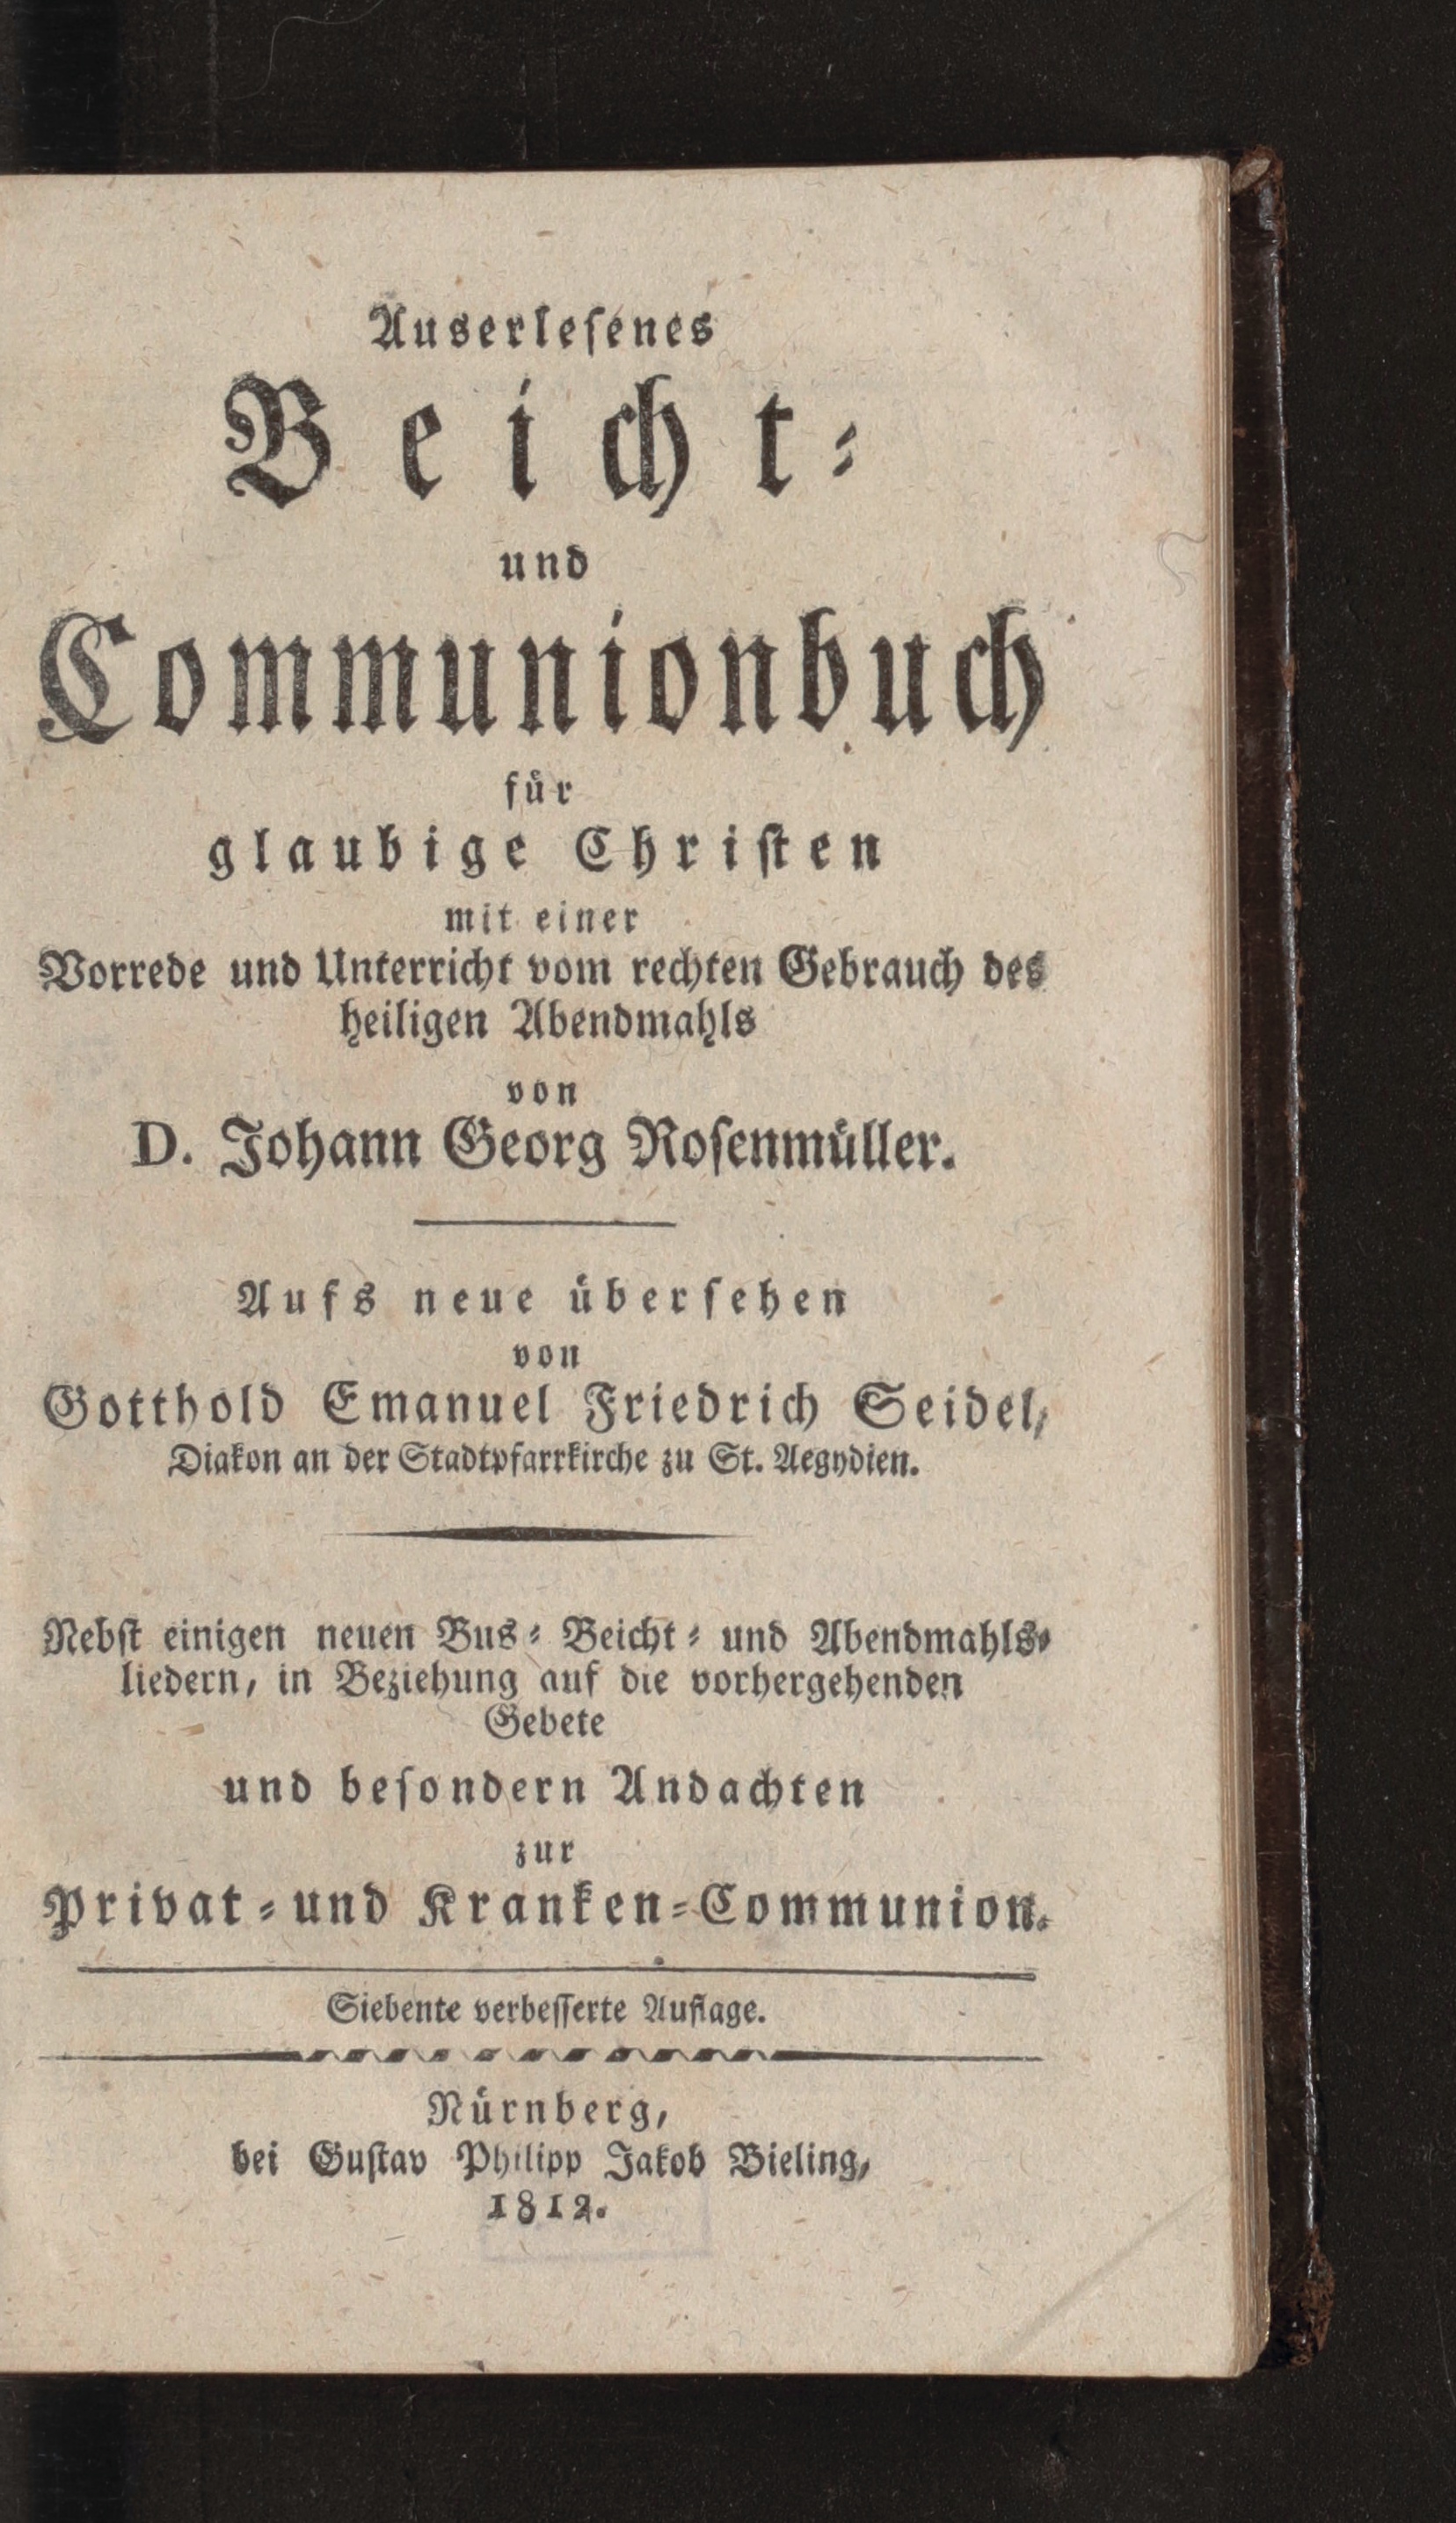 Auserleſenes
Beicht-
und
Communionbuch
für
glaubige Chriſten
mit einer
Vorrede und Unterricht vom rechten Gebrauch des
heiligen Abendmahls
von
D. Johann Georg Roſenmüller.
Aufs neue überſehen
von
Gotthold Emanuel Friedrich Seidel,
Diakon an der Stadtpfarrkirche zu St. Aegydien.
Nebſt einigen neuen Bus- Beicht- und Abendmahls-
liedern, in Beziehung auf die vorhergehenden
Gebete
und beſondern Andachten
zur
Privat- und Kranken-Communion.
Siebente verbeſſerte Auflage.
Nürnberg,
bei Guſtav Philipp Jakob Bieling,
1812.